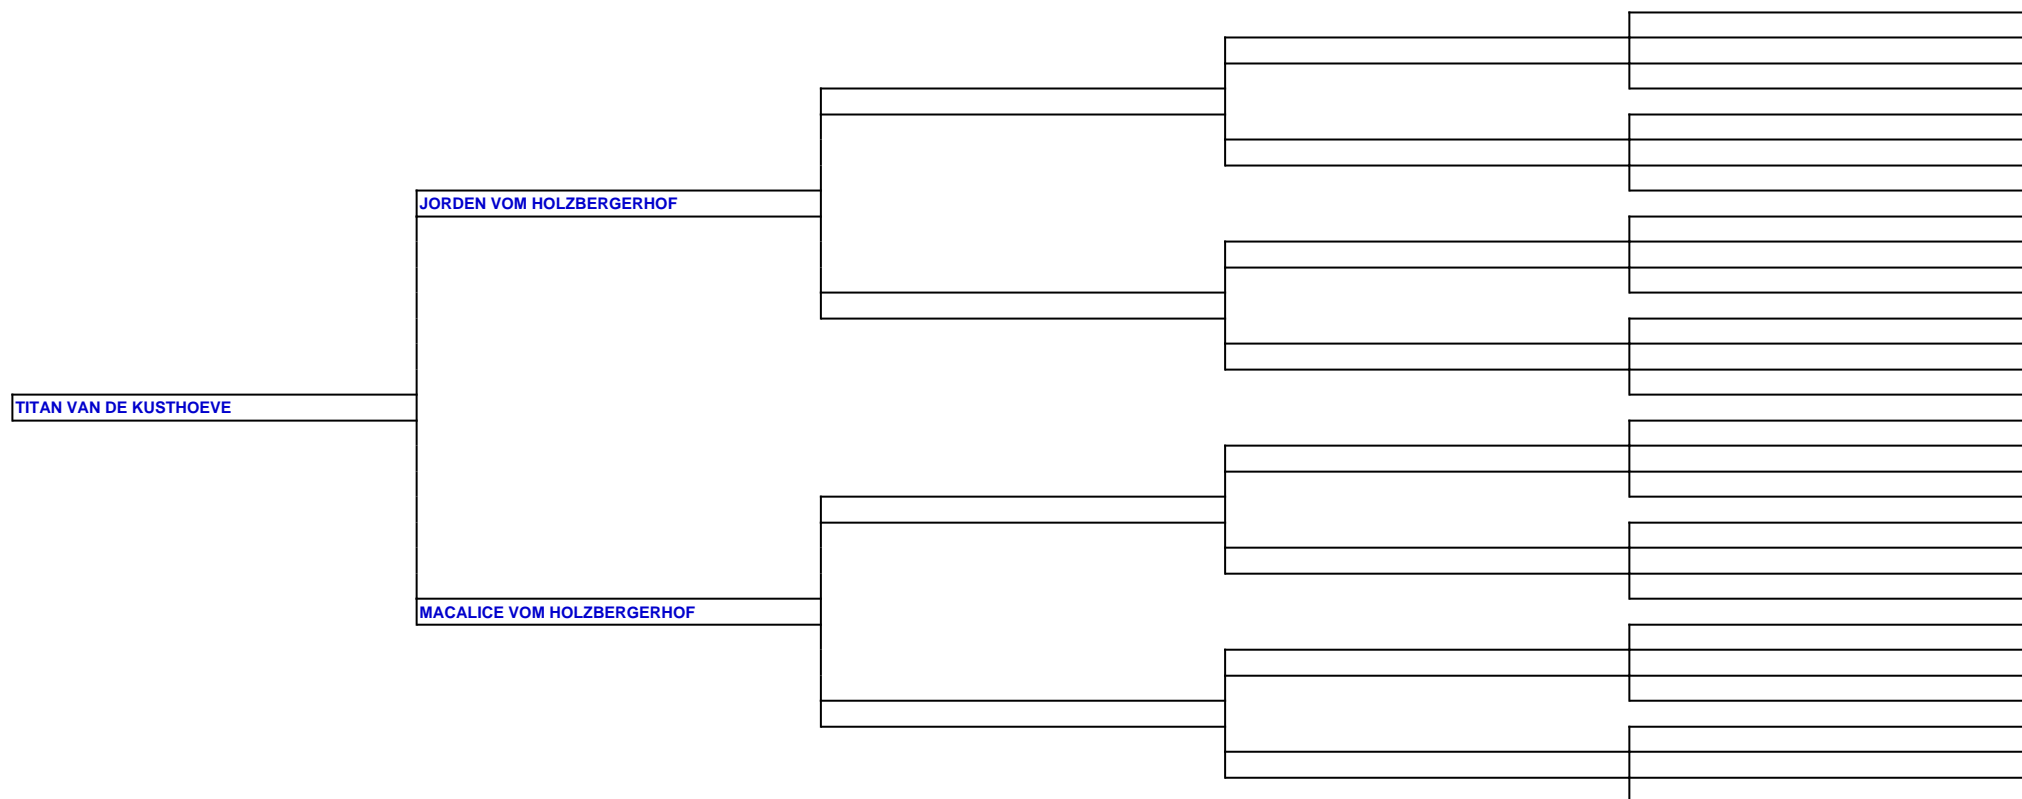 JORDEN VOM HOLZBERGERHOF
TITAN VAN DE KUSTHOEVE
MACALICE VOM HOLZBERGERHOF